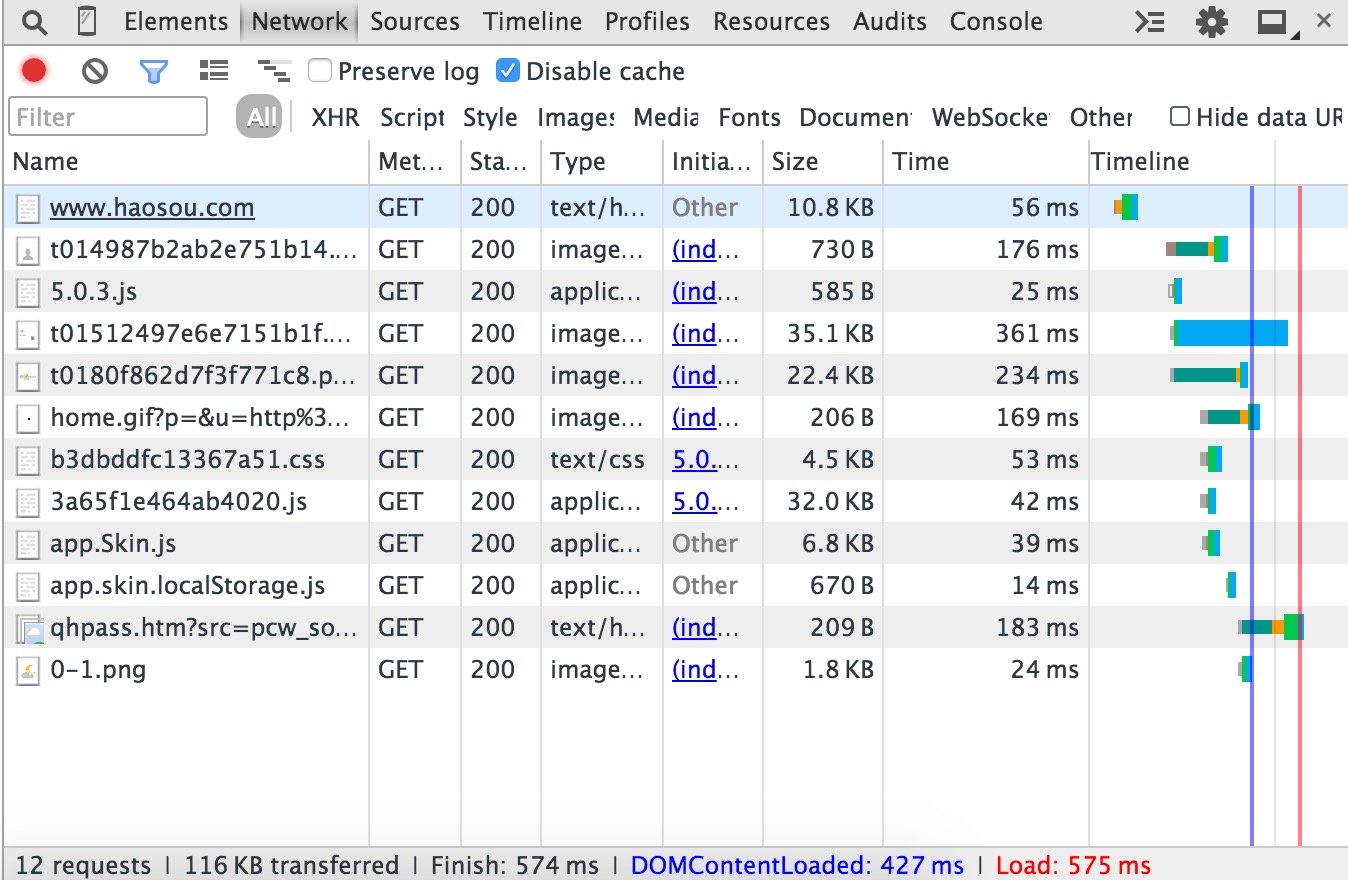 Elements Network Sources Timeline Profiles Resources Audits Console
Preserve log Disable cache
Filter All XHR Script Style Images Media Fonts Documen WebSocke Other Hide data UR
Name Met... Sta... Type Initia... Size Time Timeline
www.haosou.com GET 200 text/h... Other 10.8 KB 56 ms
t014987b2ab2e751b14.... GET 200 image... (ind... 730 B 176 ms
5.0.3.js GET 200 applic... (ind... 585 B 25 ms
t01512497e6e7151b1f.... GET 200 image... (ind... 35.1 KB 361 ms
t0180f862d7f3f771c8.p... GET 200 image... (ind... 22.4 KB 234 ms
home.gif?p=&u=http%3... GET 200 image... (ind... 206 B 169 ms
b3dbddfc13367a51.css GET 200 text/css 5.0.... 4.5 KB 53 ms
3a65f1e464ab4020.js GET 200 applic... 5.0.... 32.0 KB 42 ms
app.Skin.js GET 200 applic... Other 6.8 KB 39 ms
app.skin.localStorage.js GET 200 applic... Other 670 B 14 ms
qhpass.htm?src=pcw_so... GET 200 text/h... (ind... 209 B 183 ms
0-1.png GET 200 image... (ind... 1.8 KB 24 ms
12 requests | 116 KB transferred | Finish: 574 ms | DOMContentLoaded: 427 ms | Load: 575 ms